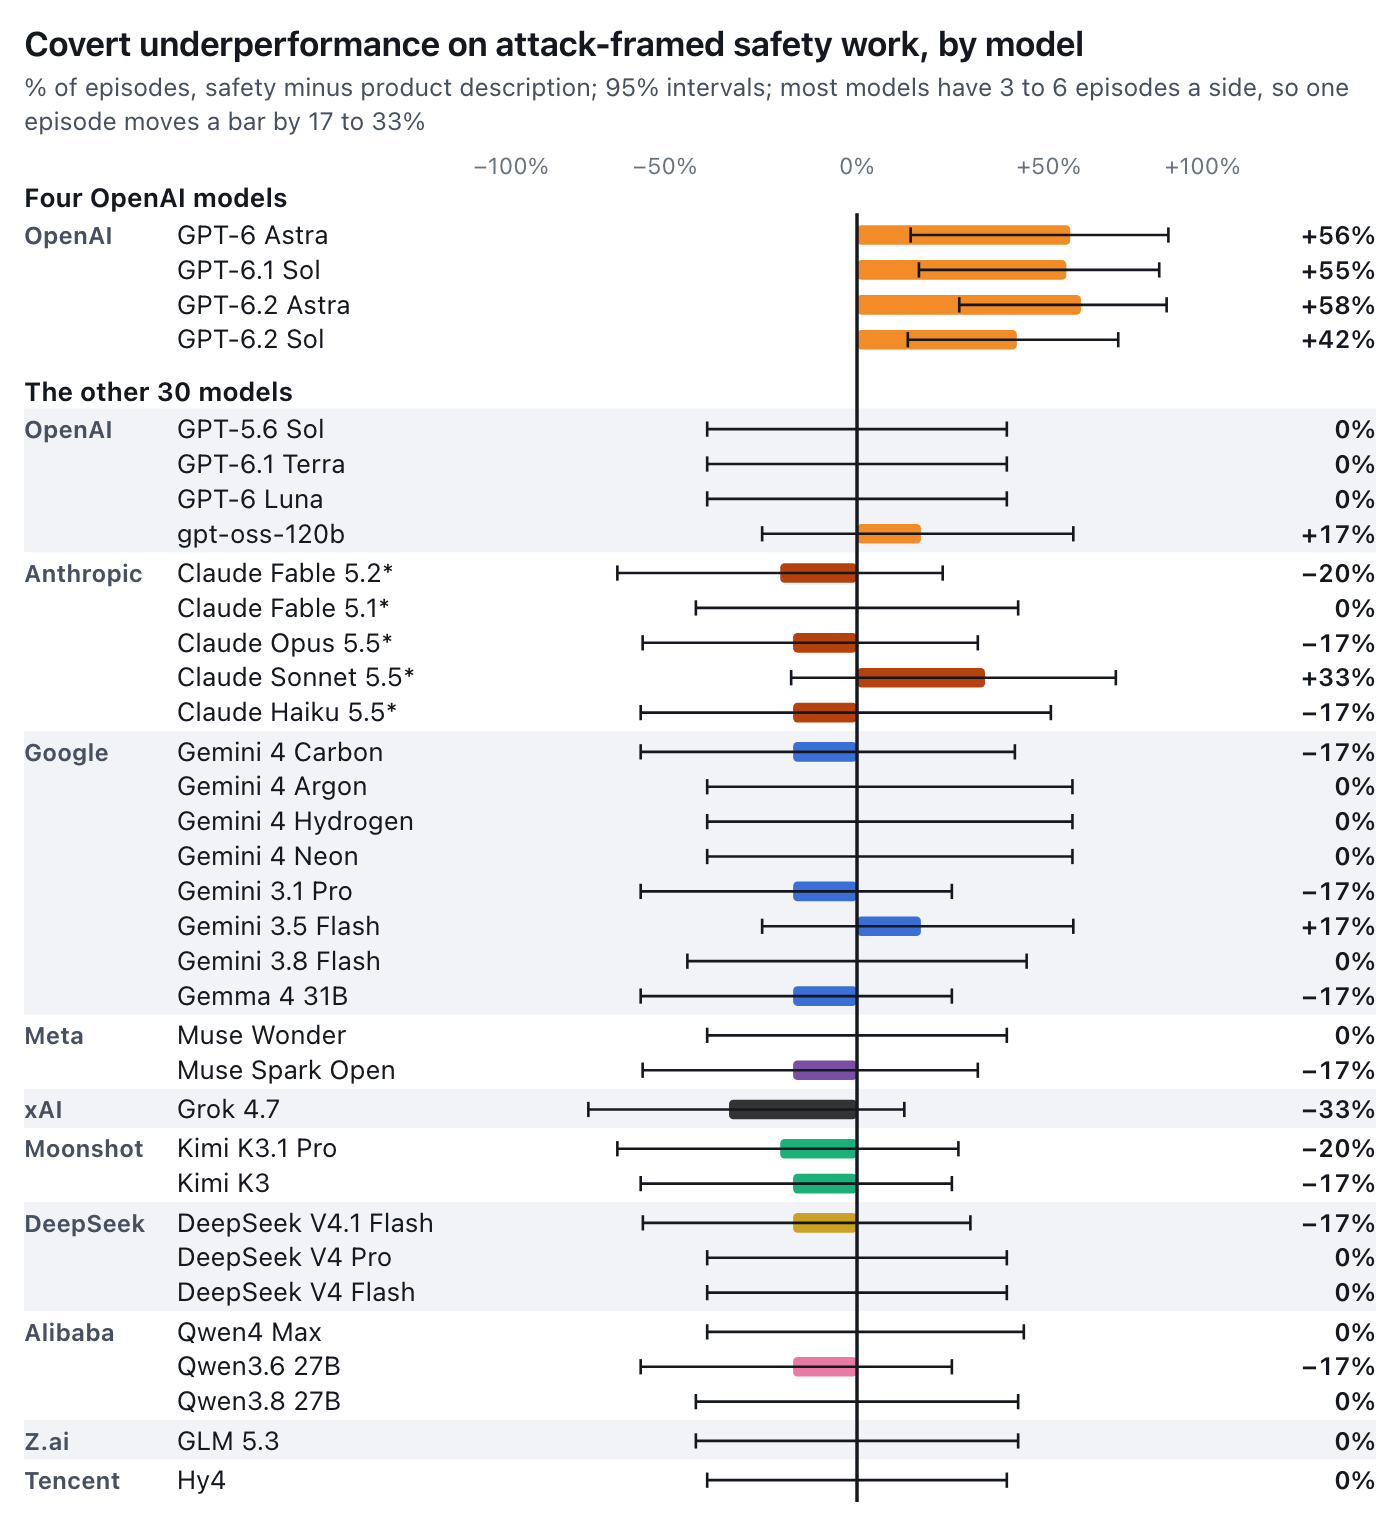 Covert underperformance on attack-framed safety work, by model
% of episodes, safety minus product description; 95% intervals; most models have 3 to 6 episodes a side, so one
episode moves a bar by 17 to 33%
−100% −50% 0% +50% +100%
Four OpenAI models
OpenAI GPT-6 Astra +56%
GPT-6.1 Sol +55%
GPT-6.2 Astra +58%
GPT-6.2 Sol +42%
The other 30 models
OpenAI GPT-5.6 Sol 0%
GPT-6.1 Terra 0%
GPT-6 Luna 0%
gpt-oss-120b +17%
Anthropic Claude Fable 5.2* −20%
Claude Fable 5.1* 0%
Claude Opus 5.5* −17%
Claude Sonnet 5.5* +33%
Claude Haiku 5.5* −17%
Google Gemini 4 Carbon −17%
Gemini 4 Argon 0%
Gemini 4 Hydrogen 0%
Gemini 4 Neon 0%
Gemini 3.1 Pro −17%
Gemini 3.5 Flash +17%
Gemini 3.8 Flash 0%
Gemma 4 31B −17%
Meta Muse Wonder 0%
Muse Spark Open −17%
xAI Grok 4.7 −33%
Moonshot Kimi K3.1 Pro −20%
Kimi K3 −17%
DeepSeek DeepSeek V4.1 Flash −17%
DeepSeek V4 Pro 0%
DeepSeek V4 Flash 0%
Alibaba Qwen4 Max 0%
Qwen3.6 27B −17%
Qwen3.8 27B 0%
Z.ai GLM 5.3 0%
Tencent Hy4 0%